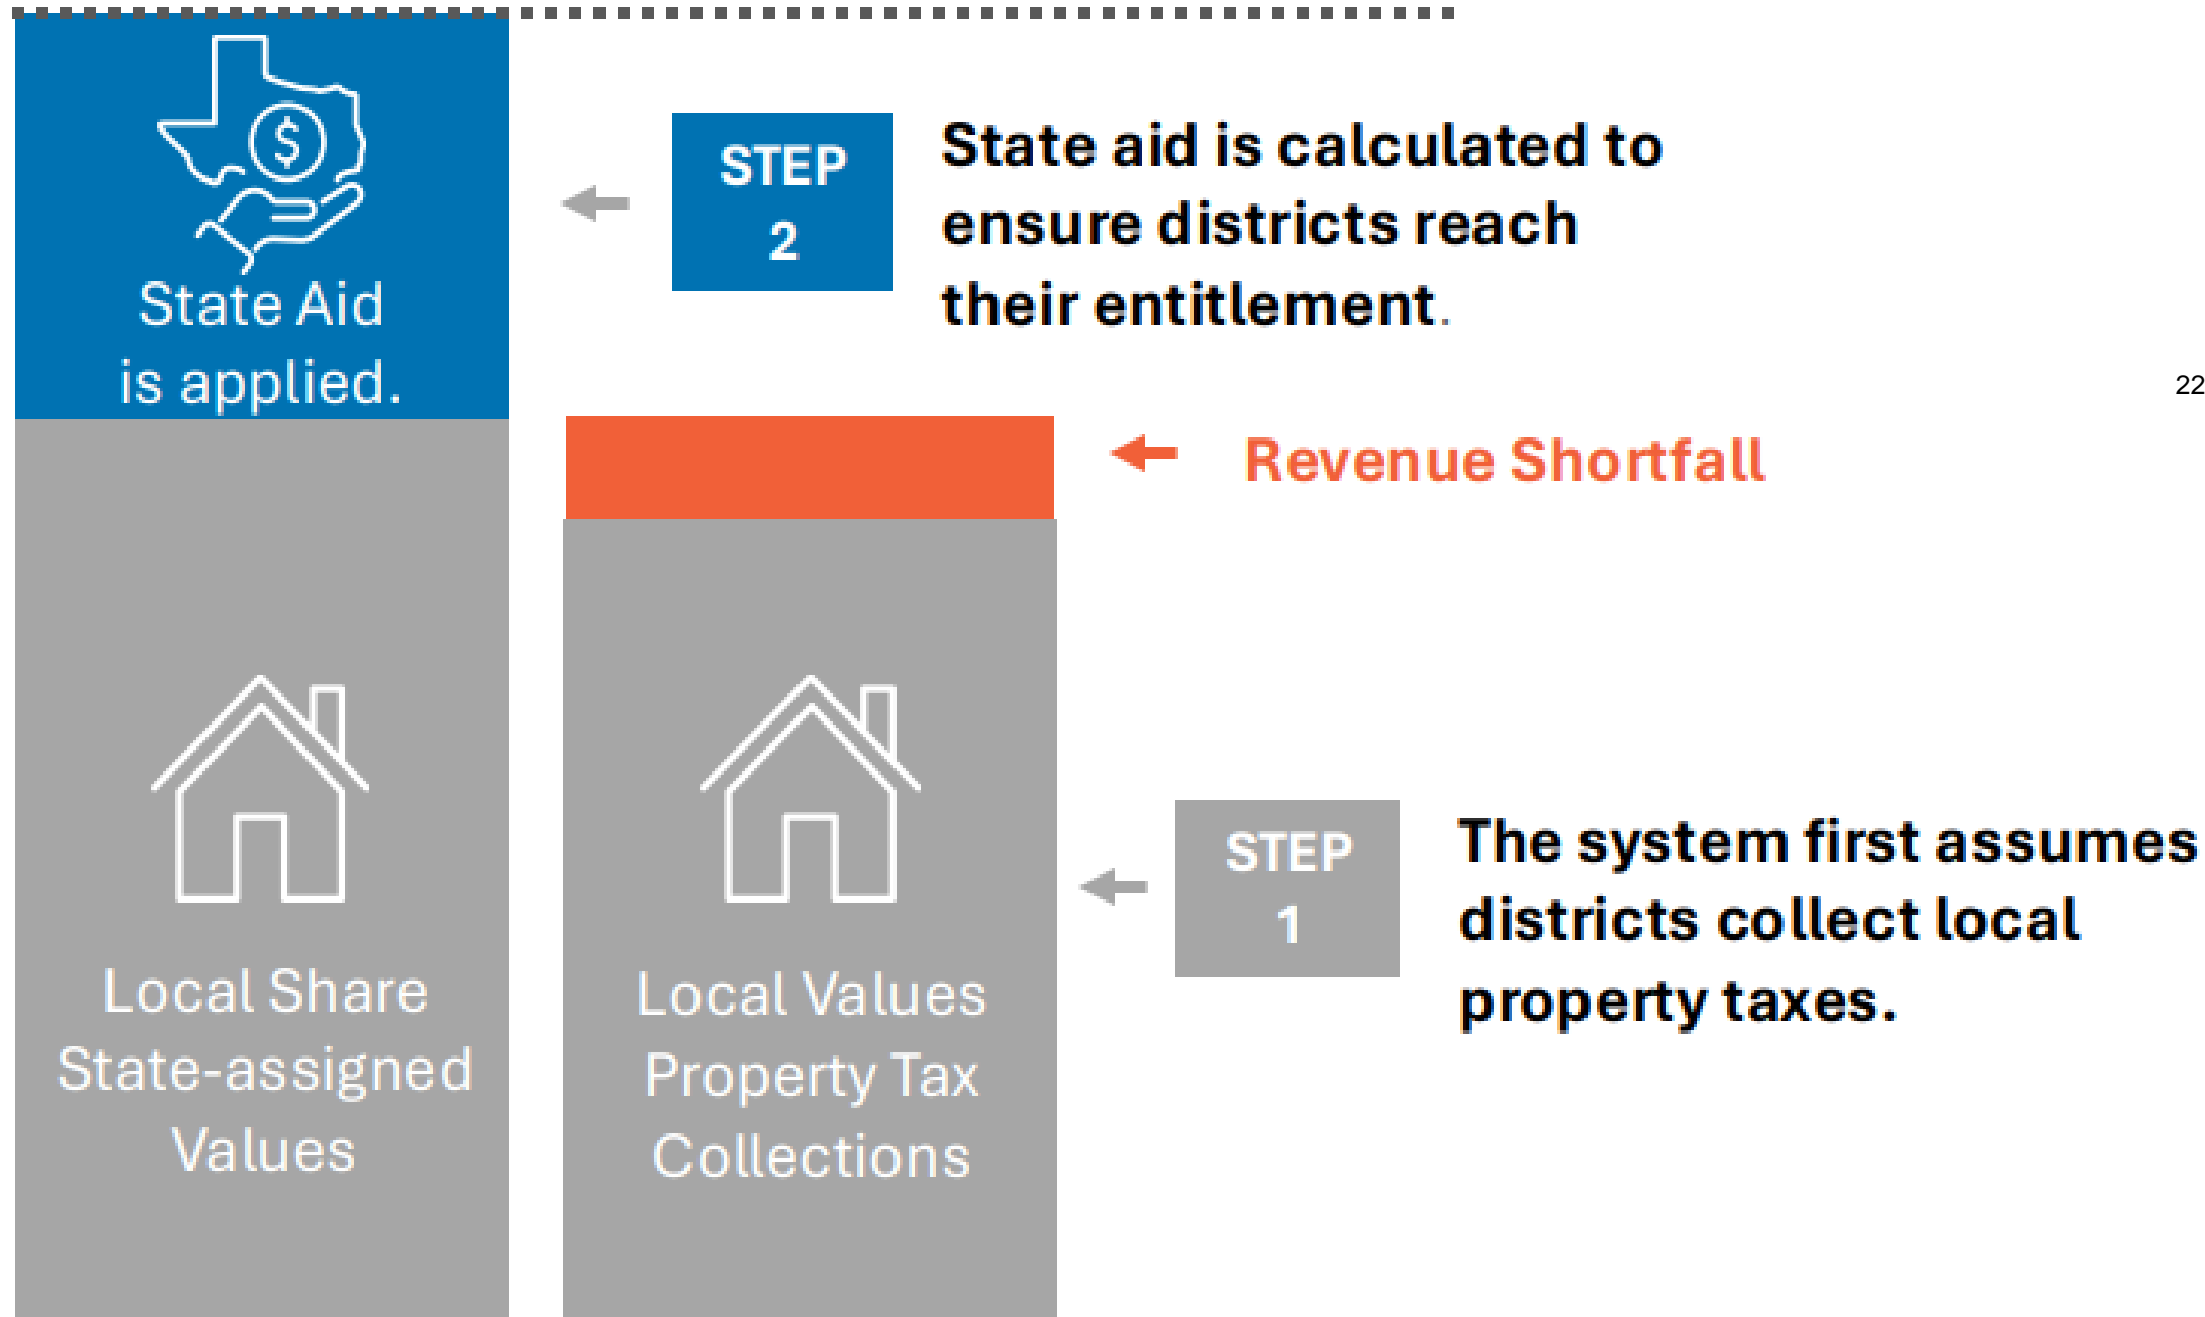 $
State Aid
is applied.
STEP
2
State aid is calculated to
ensure districts reach
their entitlement.
22
Revenue Shortfall
Local Share
State-assigned
Values
Local Values
Property Tax
Collections
STEP
1
The system first assumes
districts collect local
property taxes.